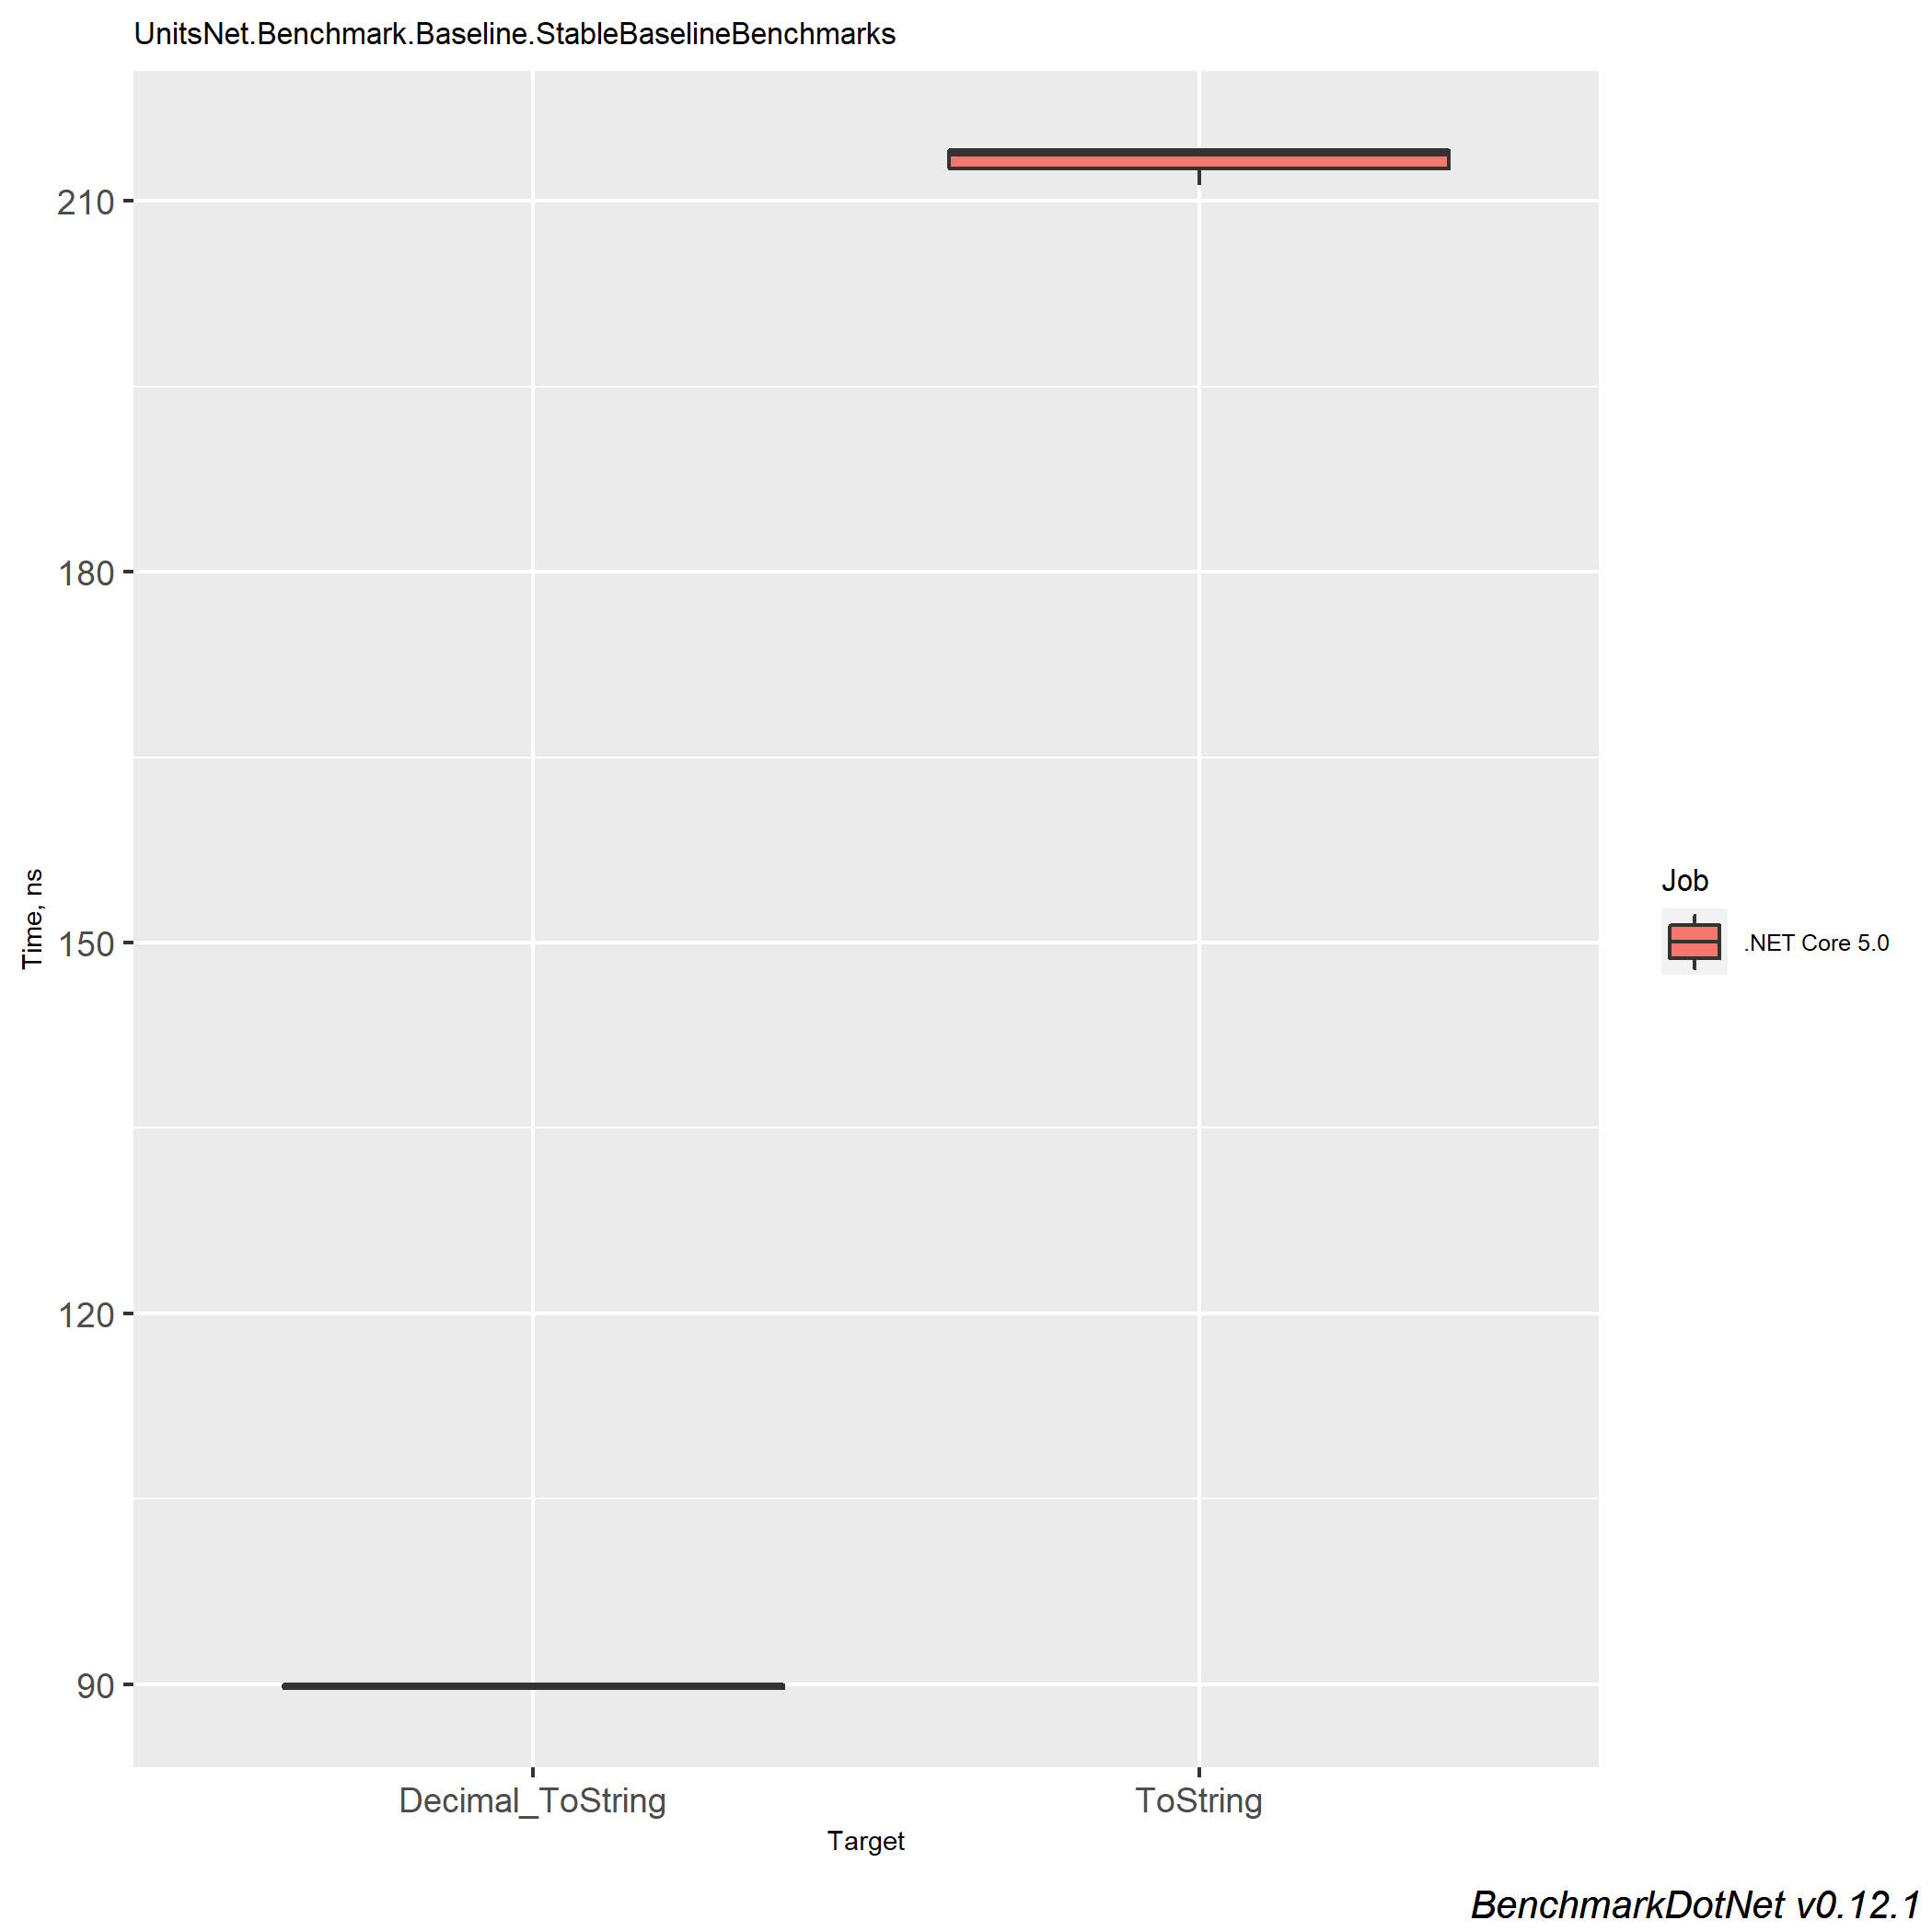 UnitsNet.Benchmark.Baseline.StableBaselineBenchmarks
210
180
150
120
90
Time, ns
Decimal_ToString
ToString
Target
Job
.NET Core 5.0
BenchmarkDotNet v0.12.1